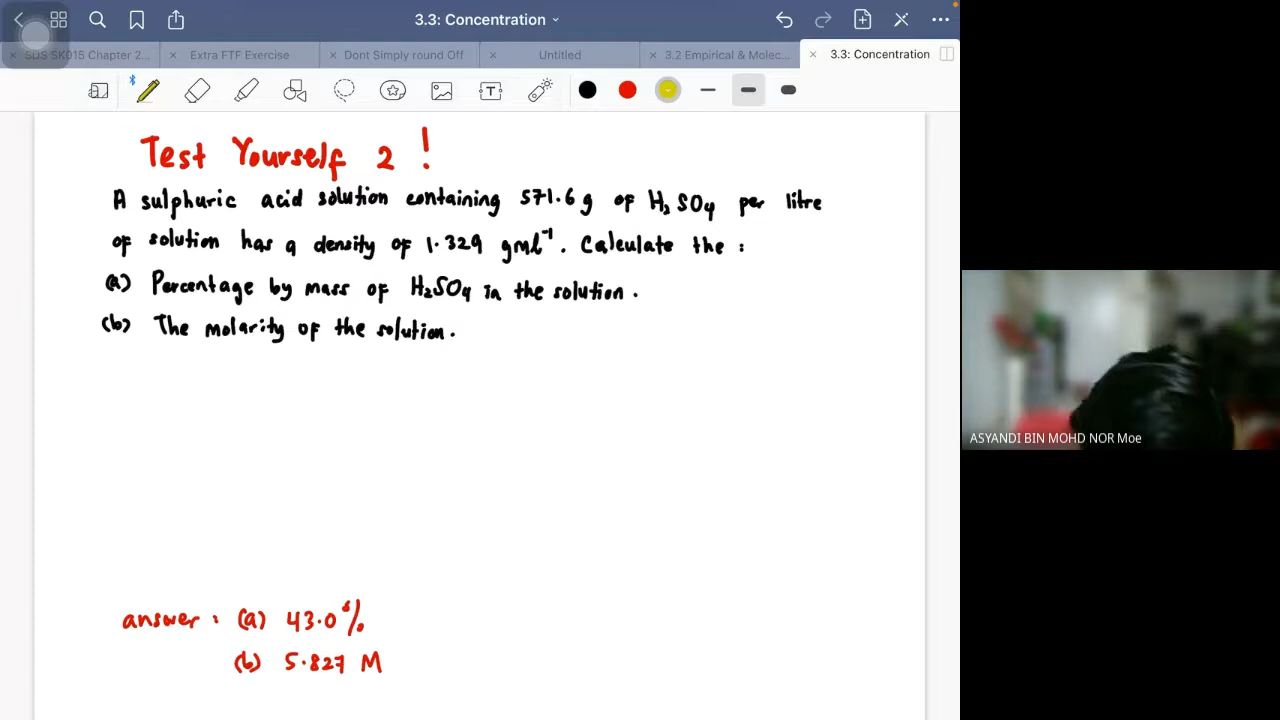 3.3: Concentration
SDS SK015 Chapter 2...
Extra FTF Exercise
Dont Simply round Off
Untitled
3.2 Empirical & Molec...
3.3: Concentration
Test Yourself 2 !
A sulphuric acid solution containing 571.6 g of H₂SO₄ per litre
of solution has a density of 1.329 gml⁻¹. Calculate the :
(a) Percentage by mass of H₂SO₄ in the solution.
(b) The molarity of the solution.
answer : (a) 43.0 %
(b) 5.827 M
ASYANDI BIN MOHD NOR Moe